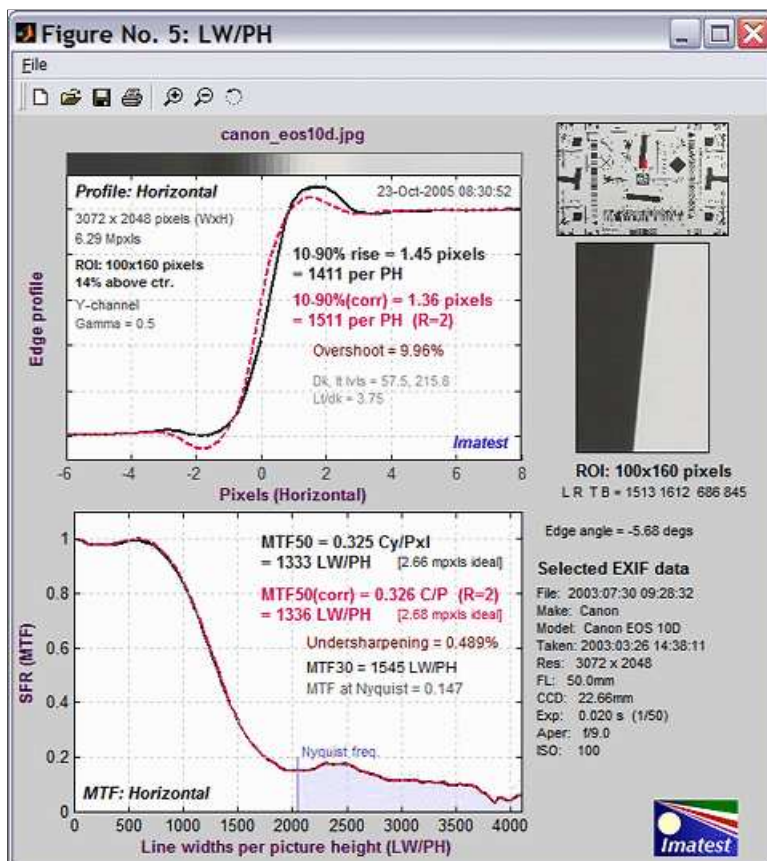 Figure No. 5: LW/PH
File
canon_eos10d.jpg
Profile: Horizontal
23-Oct-2005 08:30:52
3072 x 2048 pixels (WxH)
6.29 Mpxls
ROI: 100x160 pixels
14% above ctr.
Y-channel
Gamma = 0.5
10-90% rise = 1.45 pixels
= 1411 per PH
10-90%(corr) = 1.36 pixels
= 1511 per PH (R=2)
Overshoot = 9.96%
Dk, lt lvls = 57.5, 215.8
Lt/dk = 3.75
Imatest
Edge profile
-6 -4 -2 0 2 4 6 8
Pixels (Horizontal)
ROI: 100x160 pixels
L R T B = 1513 1612 686 845
Edge angle = -5.68 degs
MTF50 = 0.325 Cy/Pxl
= 1333 LW/PH [2.66 mpxls ideal]
MTF50(corr) = 0.326 C/P (R=2)
= 1336 LW/PH [2.68 mpxls ideal]
Undersharpening = 0.489%
MTF30 = 1545 LW/PH
MTF at Nyquist = 0.147
Nyquist freq.
MTF: Horizontal
SFR (MTF)
1
0.8
0.6
0.4
0.2
0
0 500 1000 1500 2000 2500 3000 3500 4000
Line widths per picture height (LW/PH)
Selected EXIF data
File: 2003:07:30 09:28:32
Make: Canon
Model: Canon EOS 10D
Taken: 2003:03:26 14:38:11
Res: 3072 x 2048
FL: 50.0mm
CCD: 22.66mm
Exp: 0.020 s (1/50)
Aper: f/9.0
ISO: 100
Imatest